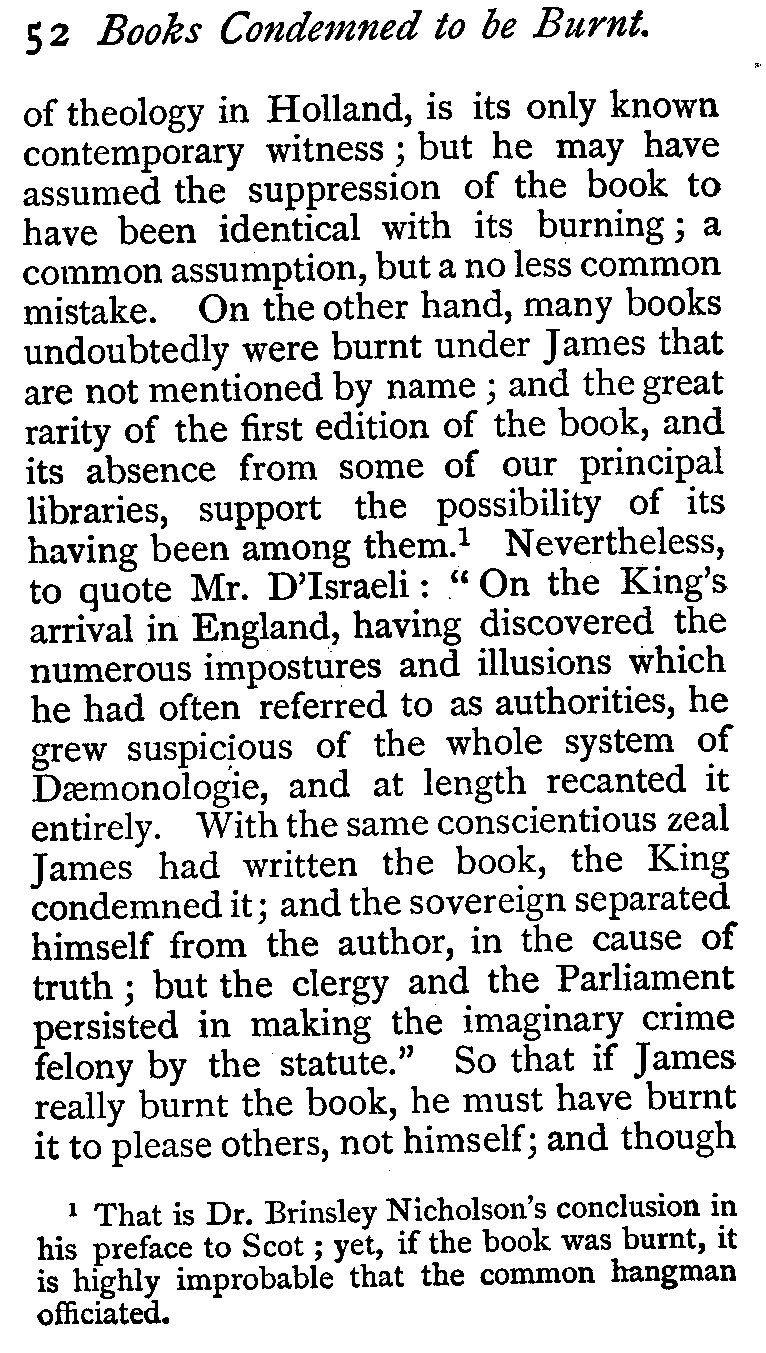 52 Books Condemned to be Burnt.
of theology in Holland, is its only known
contemporary witness ; but he may have
assumed the suppression of the book to
have been identical with its burning ; a
common assumption, but a no less common
mistake. On the other hand, many books
undoubtedly were burnt under James that
are not mentioned by name ; and the great
rarity of the first edition of the book, and
its absence from some of our principal
libraries, support the possibility of its
having been among them.¹ Nevertheless,
to quote Mr. D’Israeli : “ On the King’s
arrival in England, having discovered the
numerous impostures and illusions which
he had often referred to as authorities, he
grew suspicious of the whole system of
Dæmonologie, and at length recanted it
entirely. With the same conscientious zeal
James had written the book, the King
condemned it ; and the sovereign separated
himself from the author, in the cause of
truth ; but the clergy and the Parliament
persisted in making the imaginary crime
felony by the statute.” So that if James
really burnt the book, he must have burnt
it to please others, not himself ; and though
¹ That is Dr. Brinsley Nicholson’s conclusion in
his preface to Scot ; yet, if the book was burnt, it
is highly improbable that the common hangman
officiated.